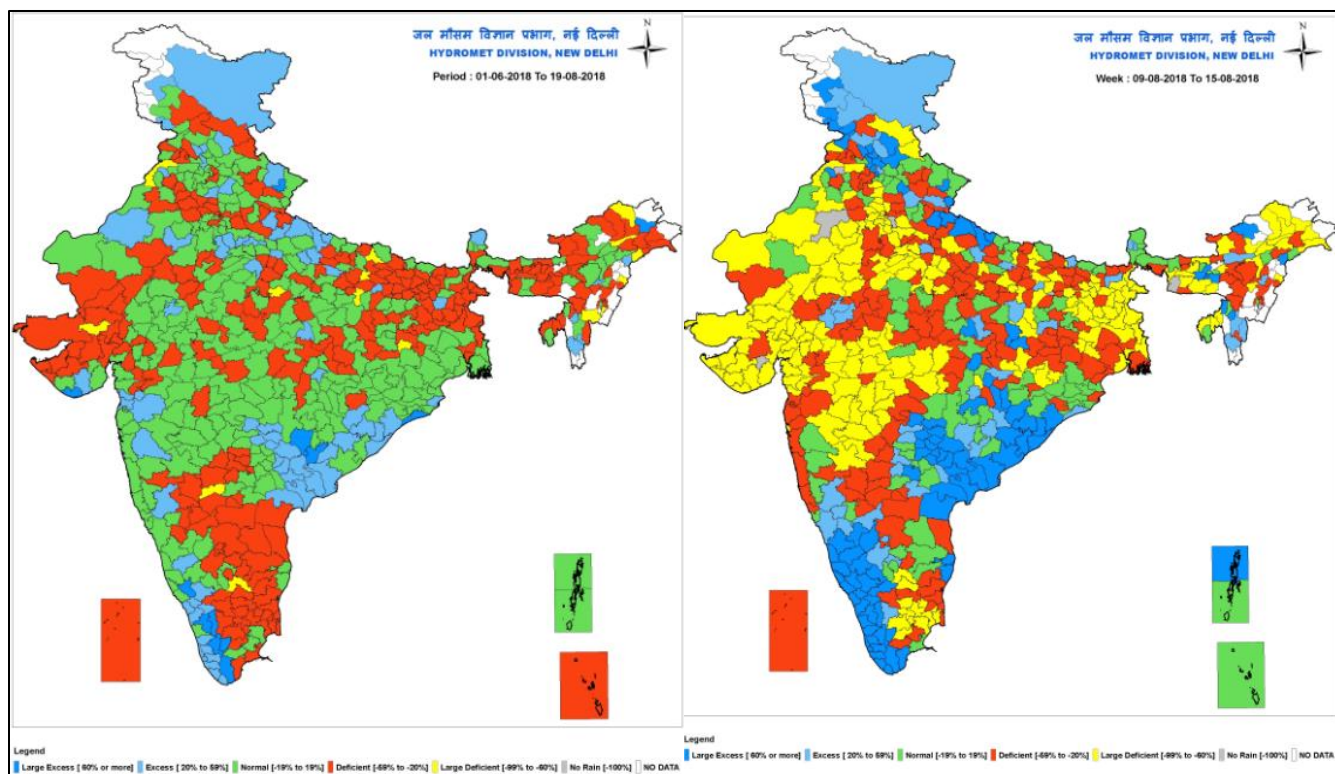 N
जल मौसम विज्ञान प्रभाग, नई दिल्ली
HYDROMET DIVISION, NEW DELHI
Period : 01-06-2018 To 19-08-2018
N
जल मौसम विज्ञान प्रभाग, नई दिल्ली
HYDROMET DIVISION, NEW DELHI
Week : 09-08-2018 To 15-08-2018
Legend
Large Excess [ 60% or more] Excess [ 20% to 59%] Normal [-19% to 19%] Deficient [-59% to -20%] Large Deficient [-99% to -60%] No Rain [-100%] NO DATA
Legend
Large Excess [ 60% or more] Excess [ 20% to 59%] Normal [-19% to 19%] Deficient [-59% to -20%] Large Deficient [-99% to -60%] No Rain [-100%] NO DATA